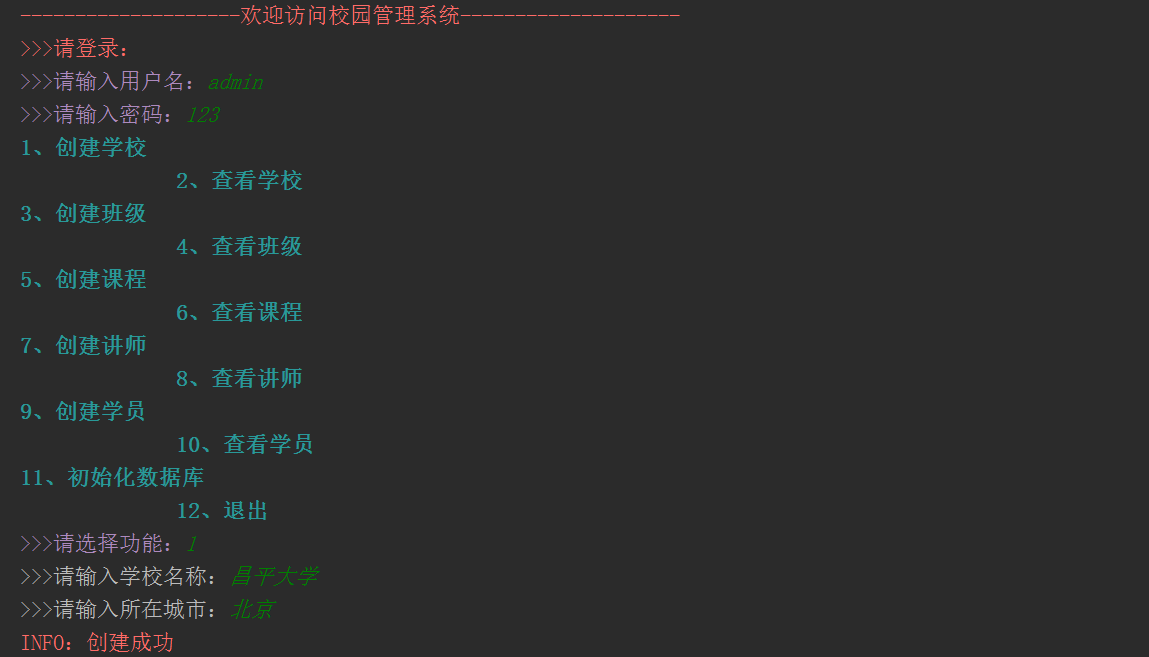 --------------------欢迎访问校园管理系统--------------------
>>>请登录：
>>>请输入用户名：admin
>>>请输入密码：123
1、创建学校
2、查看学校
3、创建班级
4、查看班级
5、创建课程
6、查看课程
7、创建讲师
8、查看讲师
9、创建学员
10、查看学员
11、初始化数据库
12、退出
>>>请选择功能：1
>>>请输入学校名称：昌平大学
>>>请输入所在城市：北京
INFO：创建成功